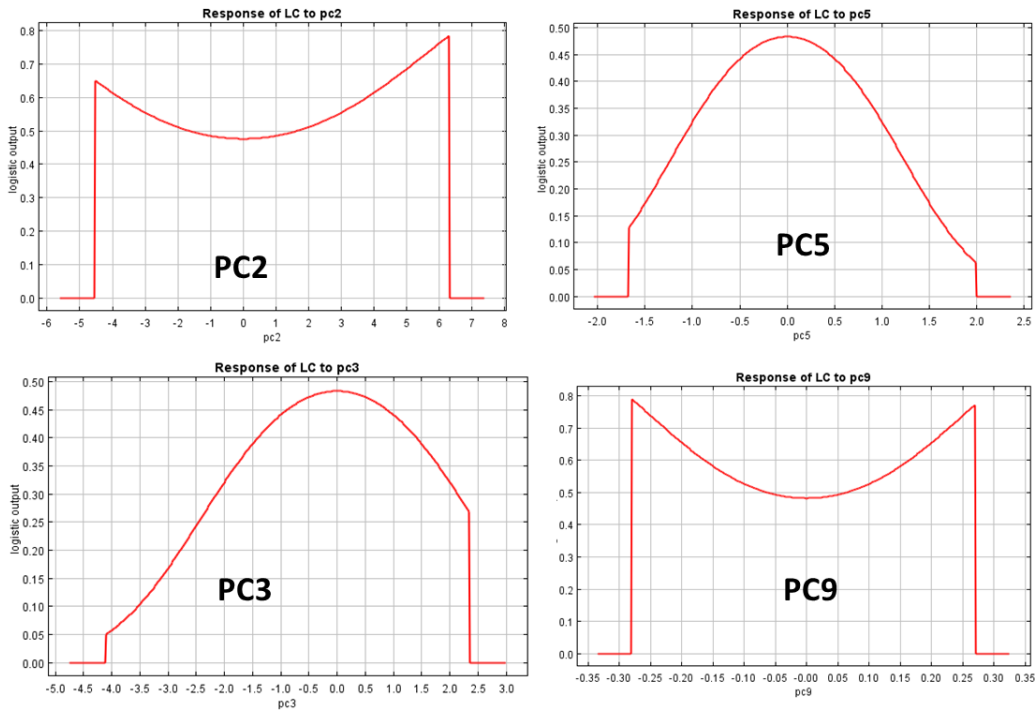 Response of LC to pc2
logistic output
0.8
0.7
0.6
0.5
0.4
0.3
0.2
0.1
0.0
PC2
-6 -5 -4 -3 -2 -1 0 1 2 3 4 5 6 7 8
pc2
Response of LC to pc5
logistic output
0.50
0.45
0.40
0.35
0.30
0.25
0.20
0.15
0.10
0.05
0.00
PC5
-2.0 -1.5 -1.0 -0.5 0.0 0.5 1.0 1.5 2.0 2.5
pc5
Response of LC to pc3
logistic output
0.50
0.45
0.40
0.35
0.30
0.25
0.20
0.15
0.10
0.05
0.00
PC3
-5.0 -4.5 -4.0 -3.5 -3.0 -2.5 -2.0 -1.5 -1.0 -0.5 0.0 0.5 1.0 1.5 2.0 2.5 3.0
pc3
Response of LC to pc9
0.8
0.7
0.6
0.5
0.4
0.3
0.2
0.1
0.0
PC9
-0.35 -0.30 -0.25 -0.20 -0.15 -0.10 -0.05 0.00 0.05 0.10 0.15 0.20 0.25 0.30 0.35
pc9